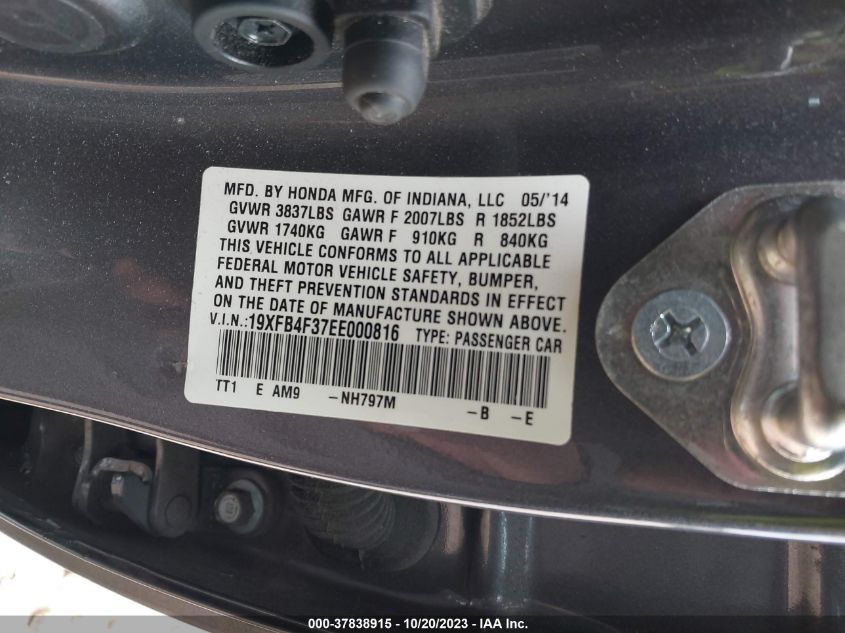 MFD. BY HONDA MFG. OF INDIANA, LLC 05/'14
GVWR 3837LBS GAWR F 2007LBS R 1852LBS
GVWR 1740KG GAWR F 910KG R 840KG
THIS VEHICLE CONFORMS TO ALL APPLICABLE
FEDERAL MOTOR VEHICLE SAFETY, BUMPER,
AND THEFT PREVENTION STANDARDS IN EFFECT
ON THE DATE OF MANUFACTURE SHOWN ABOVE.
V.I.N.:19XFB4F37EE000816 TYPE: PASSENGER CAR
TT1 E AM9 -NH797M -B -E
000-37838915 - 10/20/2023 - IAA Inc.